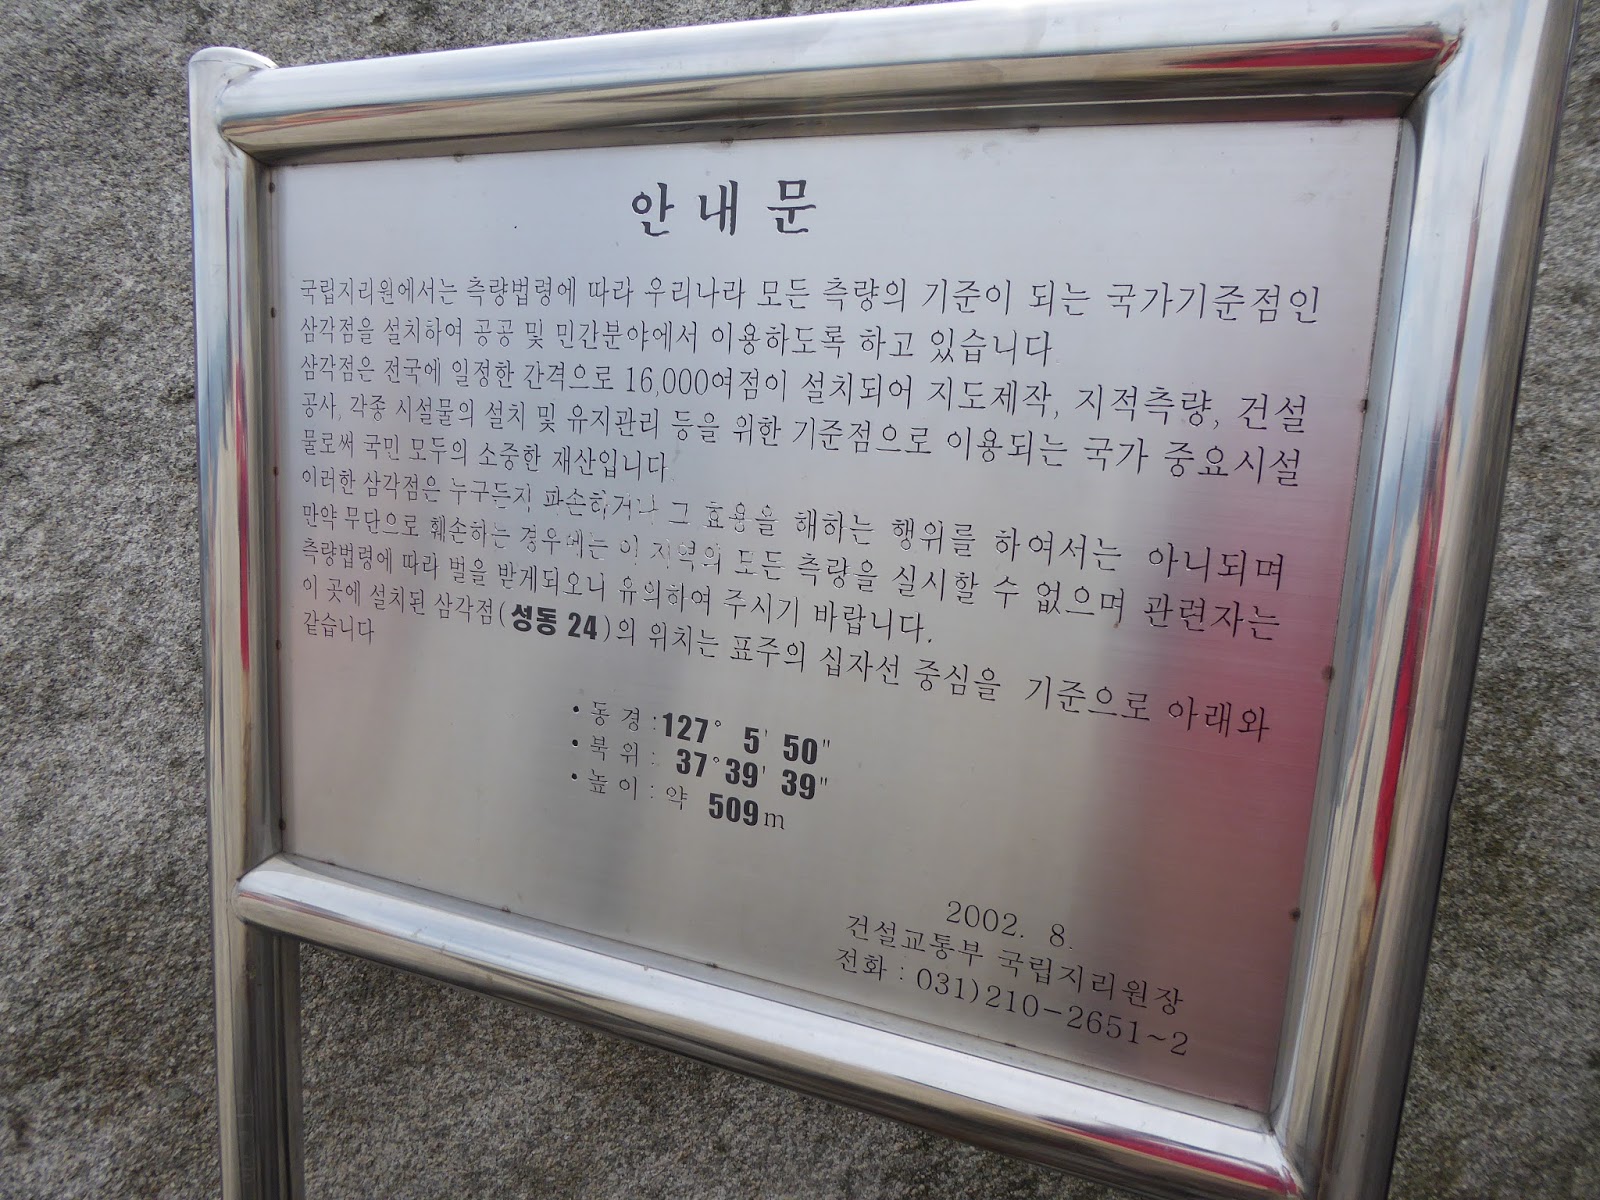 안내문
국립지리원에서는 측량법령에 따라 우리나라 모든 측량의 기준이 되는 국가기준점인
삼각점을 설치하여 공공 및 민간분야에서 이용하도록 하고 있습니다
삼각점은 전국에 일정한 간격으로 16,000여점이 설치되어 지도제작, 지적측량, 건설
공사, 각종 시설물의 설치 및 유지관리 등을 위한 기준점으로 이용되는 국가 중요시설
물로써 국민 모두의 소중한 재산입니다.
이러한 삼각점은 누구든지 파손하거나 그 효용을 해하는 행위를 하여서는 아니되며
만약 무단으로 훼손하는 경우에는 이 지역의 모든 측량을 실시할 수 없으며 관련자는
측량법령에 따라 벌을 받게되오니 유의하여 주시기 바랍니다.
이 곳에 설치된 삼각점(성동 24)의 위치는 표주의 십자선 중심을 기준으로 아래와
같습니다
• 동 경 : 127° 5' 50"
• 북 위 : 37° 39' 39"
• 높 이 : 약 509m
2002. 8.
건설교통부 국립지리원장
전화 : 031)210-2651~2